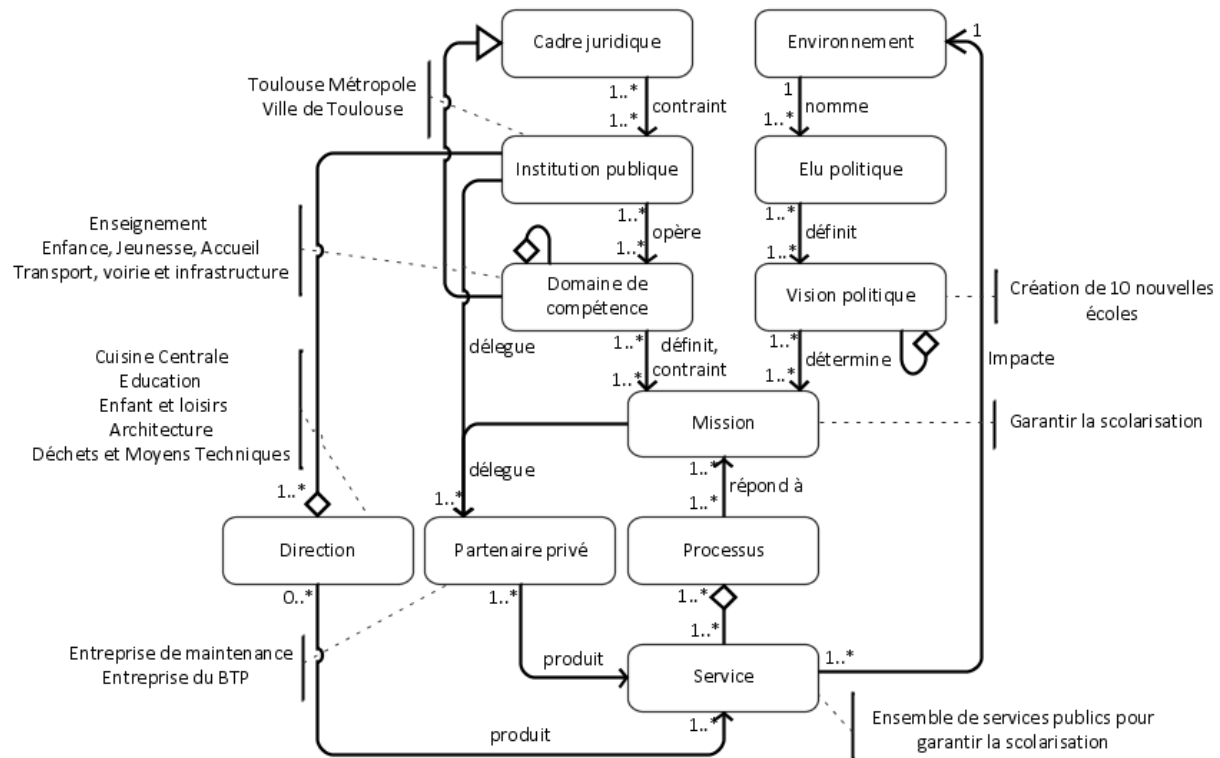 Cadre juridique
Environnement
1
Toulouse Métropole
Ville de Toulouse
1..*
contraint
1..*
1
nomme
1..*
Institution publique
Elu politique
1..*
opère
1..*
1..*
définit
1..*
Enseignement
Enfance, Jeunesse, Accueil
Transport, voirie et infrastructure
Domaine de
compétence
Vision politique
Création de 10 nouvelles
écoles
délegue
1..*
définit,
contraint
1..*
1..*
détermine
1..*
Impacte
Cuisine Centrale
Education
Enfant et loisirs
Architecture
Déchets et Moyens Techniques
Mission
Garantir la scolarisation
1..*
délegue
1..*
1..*
répond à
1..*
Direction
Partenaire privé
Processus
0..*
1..*
1..*
1..*
Entreprise de maintenance
Entreprise du BTP
produit
Service
1..*
1..*
produit
Ensemble de services publics pour
garantir la scolarisation